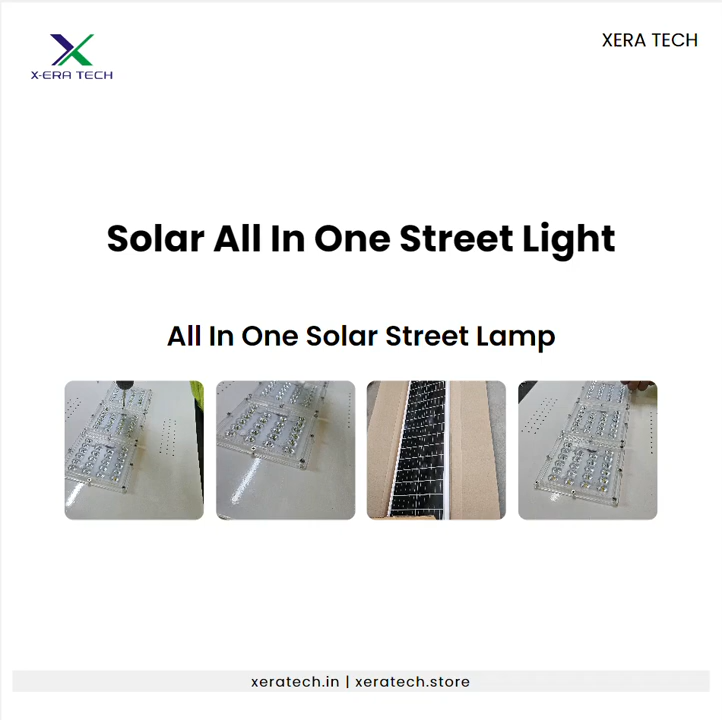 X-ERA TECH
XERA TECH
Solar All In One Street Light
All In One Solar Street Lamp
xeratech.in | xeratech.store